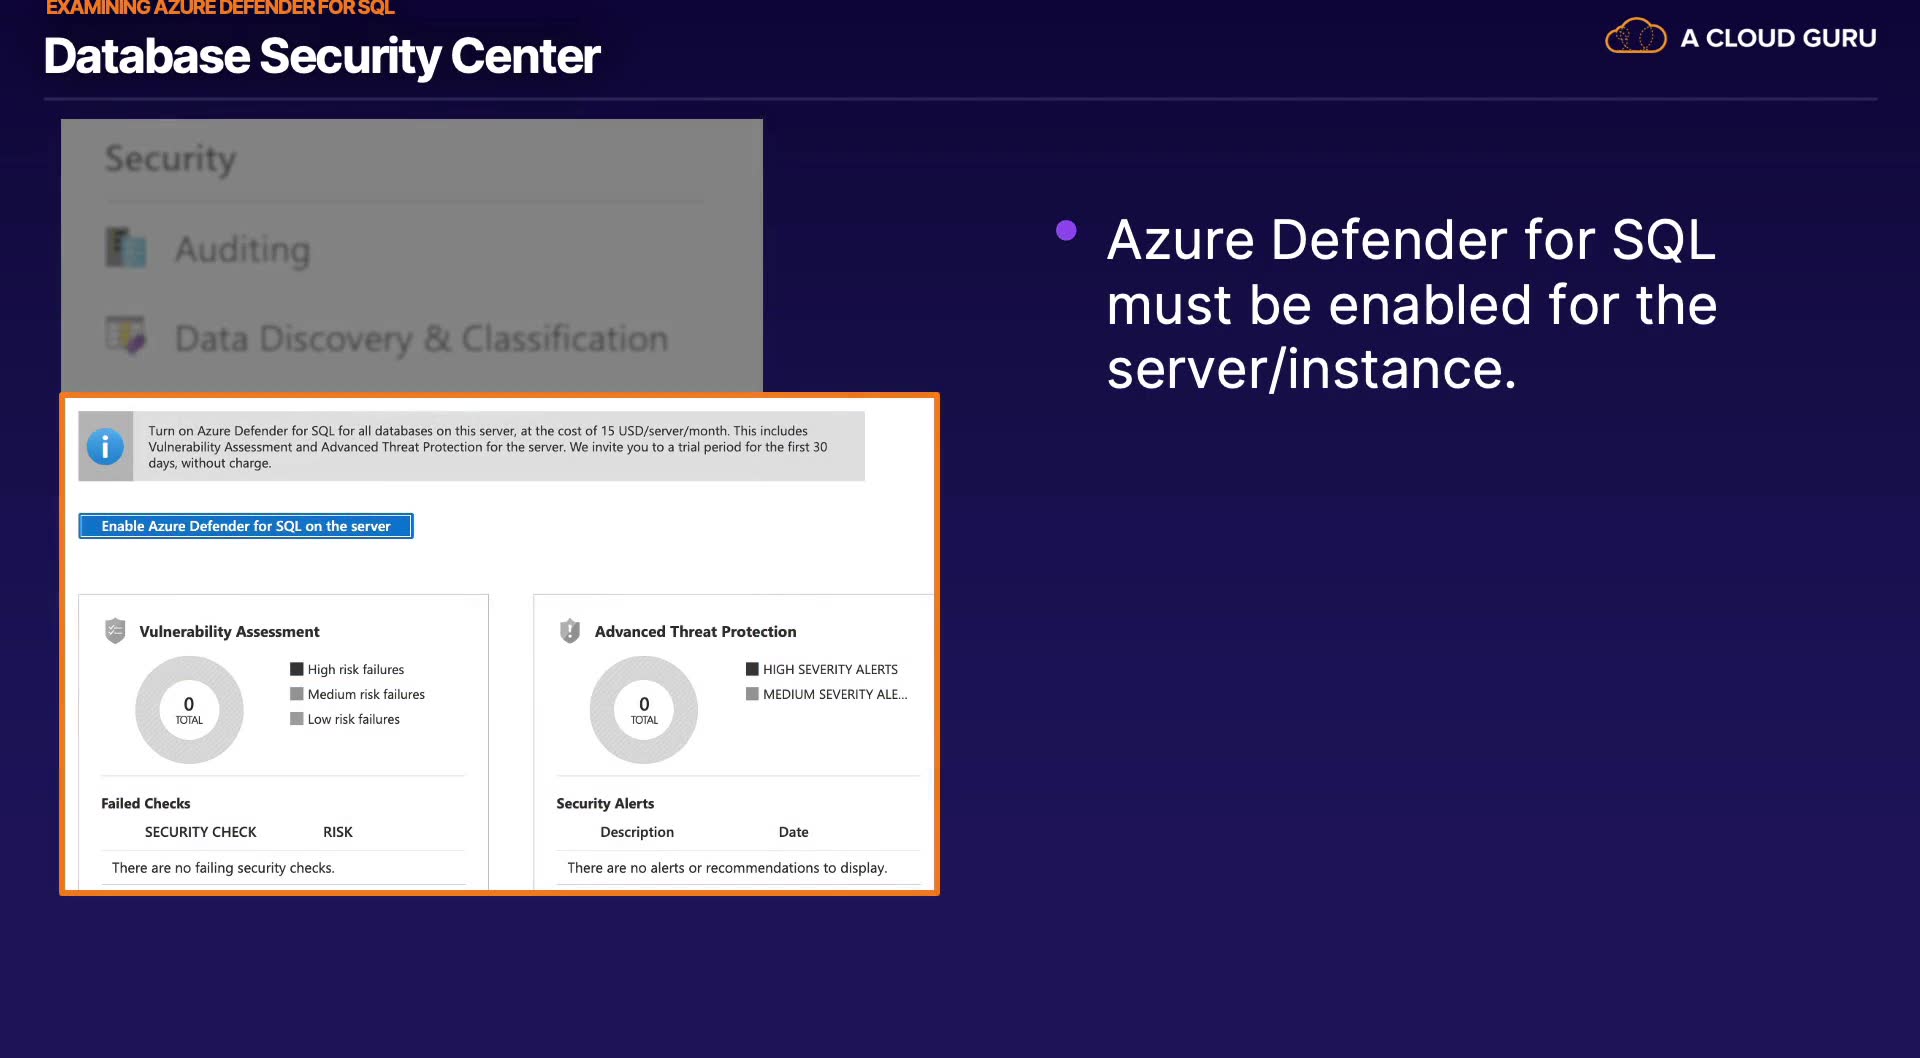 EXAMINING AZURE DEFENDER FOR SQL
Database Security Center
A CLOUD GURU
Security
Auditing
Data Discovery & Classification
Turn on Azure Defender for SQL for all databases on this server, at the cost of 15 USD/server/month. This includes
Vulnerability Assessment and Advanced Threat Protection for the server. We invite you to a trial period for the first 30
days, without charge.
Enable Azure Defender for SQL on the server
Vulnerability Assessment
0
TOTAL
High risk failures
Medium risk failures
Low risk failures
Failed Checks
SECURITY CHECK RISK
There are no failing security checks.
Advanced Threat Protection
0
TOTAL
HIGH SEVERITY ALERTS
MEDIUM SEVERITY ALE...
Security Alerts
Description Date
There are no alerts or recommendations to display.
Azure Defender for SQL
must be enabled for the
server/instance.